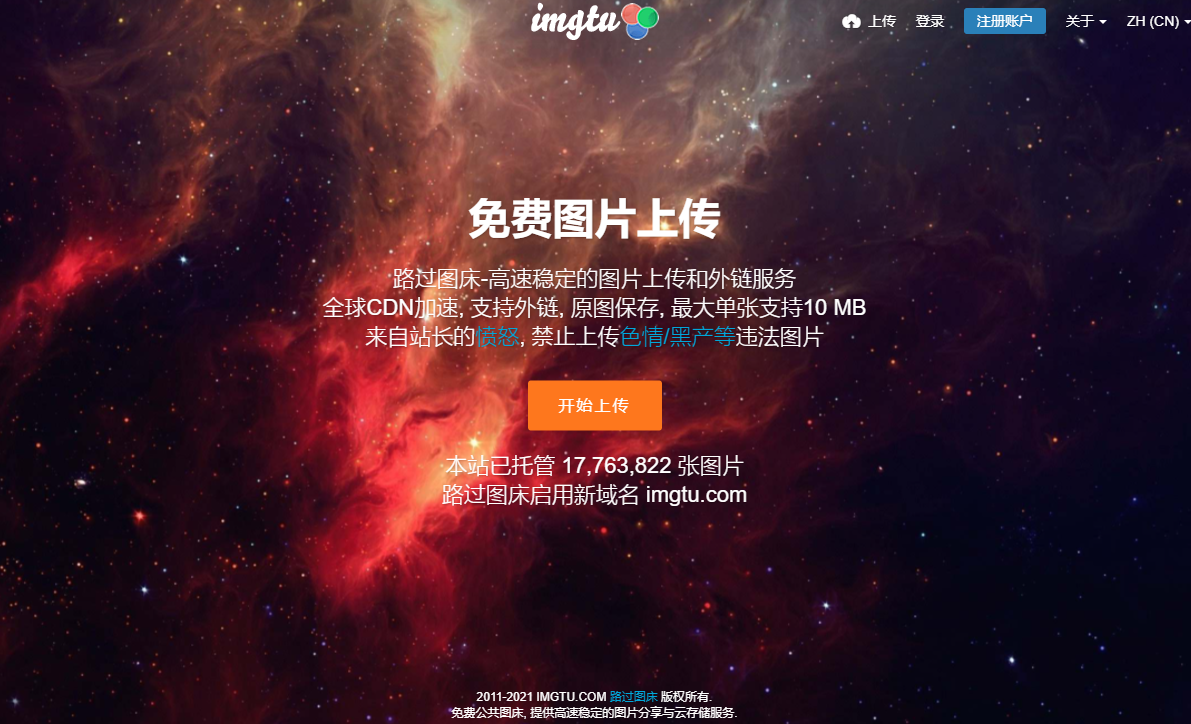 imgtu
上传 登录 注册账户 关于 ZH (CN)
免费图片上传
路过图床-高速稳定的图片上传和外链服务
全球CDN加速, 支持外链, 原图保存, 最大单张支持10 MB
来自站长的愤怒, 禁止上传色情/黑产等违法图片
开始上传
本站已托管 17,763,822 张图片
路过图床启用新域名 imgtu.com
2011-2021 IMGTU.COM 路过图床 版权所有.
免费公共图床, 提供高速稳定的图片分享与云存储服务.